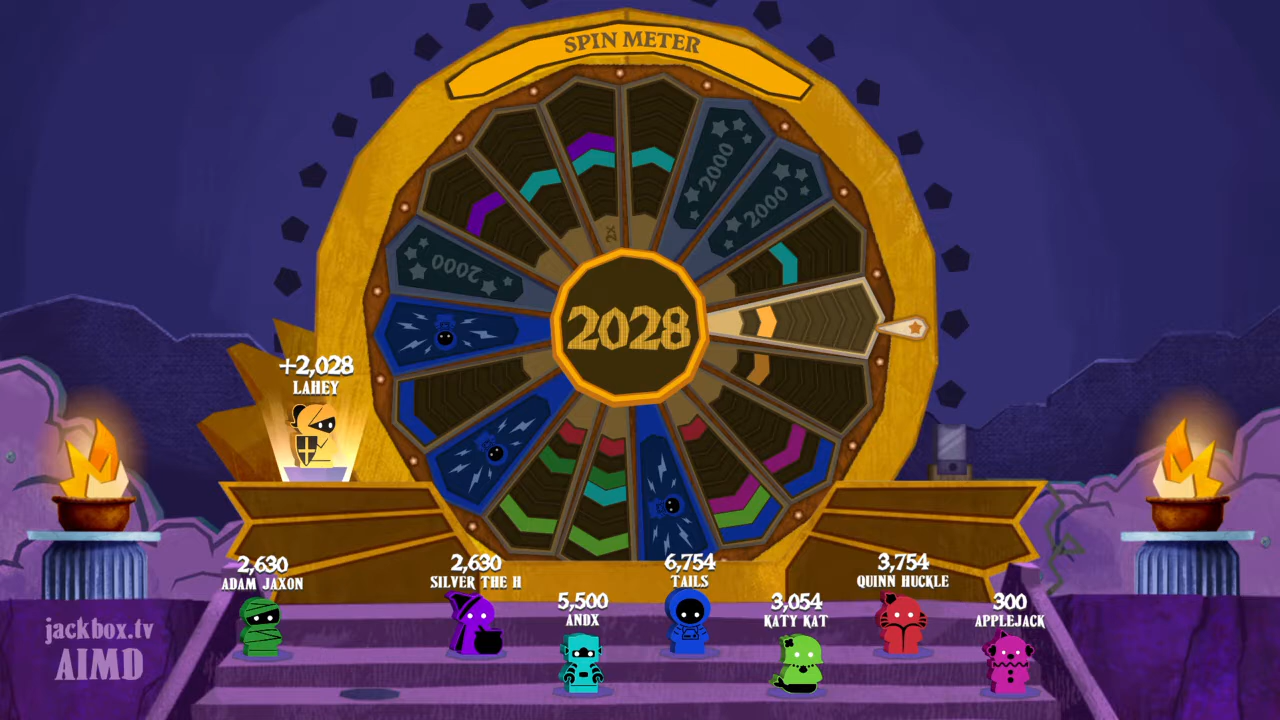 SPIN METER
2000
2000
2000
2X
2028
+2,028
LAHEY
2,630
ADAM JAXON
2,630
SILVER THE H
5,500
ANDX
6,754
TAILS
3,054
KATY KAT
3,754
QUINN HUCKLE
300
APPLEJACK
jackbox.tv
AIMD